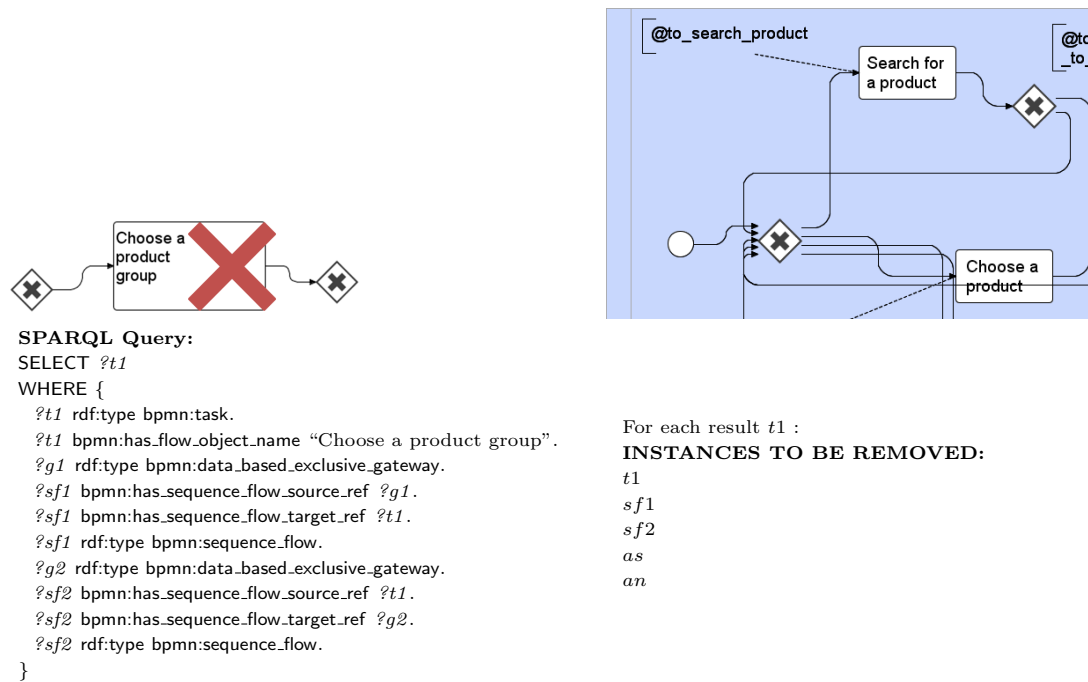 @to_search_product
Search for
a product
@to
_to_
Choose a
product
group
Choose a
product
SPARQL Query:
SELECT ?t1
WHERE {
?t1 rdf:type bpmn:task.
?t1 bpmn:has_flow_object_name “Choose a product group”.
?g1 rdf:type bpmn:data_based_exclusive_gateway.
?sf1 bpmn:has_sequence_flow_source_ref ?g1.
?sf1 bpmn:has_sequence_flow_target_ref ?t1.
?sf1 rdf:type bpmn:sequence_flow.
?g2 rdf:type bpmn:data_based_exclusive_gateway.
?sf2 bpmn:has_sequence_flow_source_ref ?t1.
?sf2 bpmn:has_sequence_flow_target_ref ?g2.
?sf2 rdf:type bpmn:sequence_flow.
}
For each result t1 :
INSTANCES TO BE REMOVED:
t1
sf1
sf2
as
an